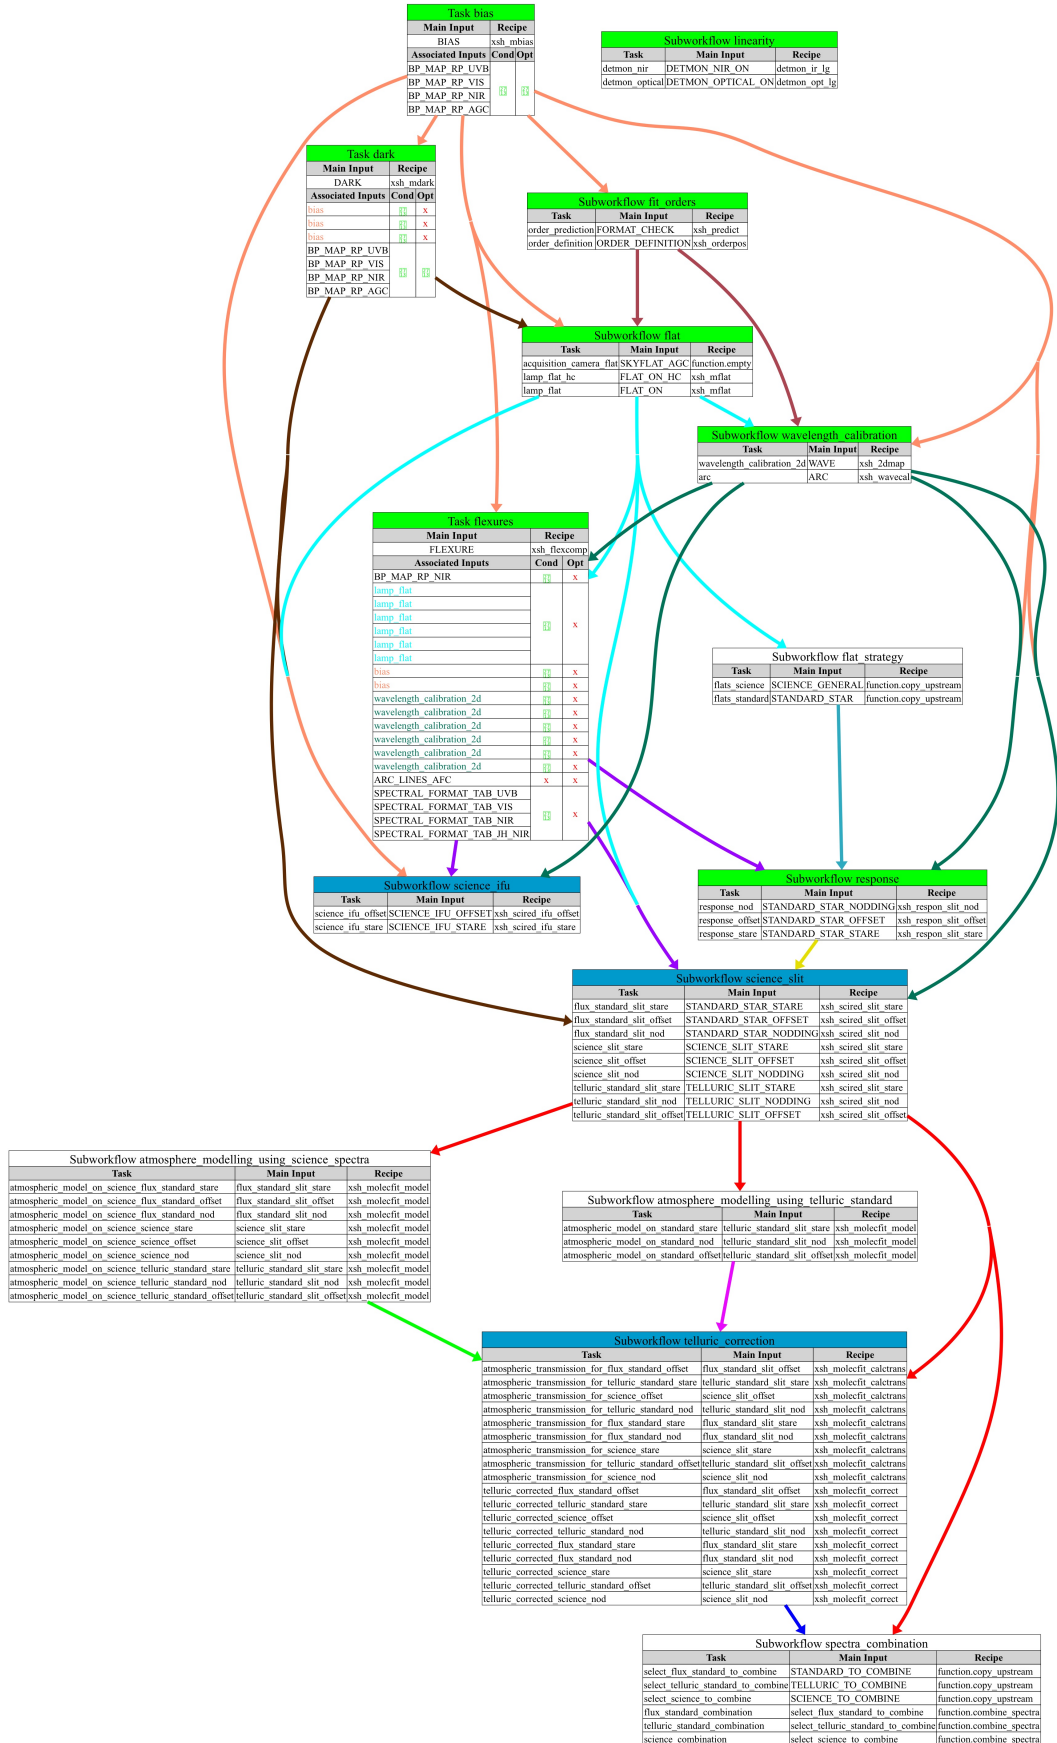 Task bias
Main Input Recipe
BIAS xsh_mbias
Associated Inputs Cond Opt
BP_MAP_RP_UVB
BP_MAP_RP_VIS
BP_MAP_RP_NIR
BP_MAP_RP_AGC
Subworkflow linearity
Task Main Input Recipe
detmon_nir DETMON_NIR_ON detmon_ir_lg
detmon_optical DETMON_OPTICAL_ON detmon_opt_lg
Task dark
Main Input Recipe
DARK xsh_mdark
Associated Inputs Cond Opt
bias x
bias x
bias x
BP_MAP_RP_UVB
BP_MAP_RP_VIS
BP_MAP_RP_NIR
BP_MAP_RP_AGC
Subworkflow fit_orders
Task Main Input Recipe
order_prediction FORMAT_CHECK xsh_predict
order_definition ORDER_DEFINITION xsh_orderpos
Subworkflow flat
Task Main Input Recipe
acquisition_camera_flat SKYFLAT_AGC function.empty
lamp_flat_hc FLAT_ON_HC xsh_mflat
lamp_flat FLAT_ON xsh_mflat
Subworkflow wavelength_calibration
Task Main Input Recipe
wavelength_calibration_2d WAVE xsh_2dmap
arc ARC xsh_wavecal
Task flexures
Main Input Recipe
FLEXURE xsh_flexcomp
Associated Inputs Cond Opt
BP_MAP_RP_NIR x
lamp_flat
lamp_flat
lamp_flat x
lamp_flat
lamp_flat
lamp_flat
bias x
bias x
wavelength_calibration_2d x
wavelength_calibration_2d x
wavelength_calibration_2d x
wavelength_calibration_2d x
wavelength_calibration_2d x
wavelength_calibration_2d x
ARC_LINES_AFC x x
SPECTRAL_FORMAT_TAB_UVB
SPECTRAL_FORMAT_TAB_VIS x
SPECTRAL_FORMAT_TAB_NIR
SPECTRAL_FORMAT_TAB_JH_NIR
Subworkflow flat_strategy
Task Main Input Recipe
flats_science SCIENCE_GENERAL function.copy_upstream
flats_standard STANDARD_STAR function.copy_upstream
Subworkflow science_ifu
Task Main Input Recipe
science_ifu_offset SCIENCE_IFU_OFFSET xsh_scired_ifu_offset
science_ifu_stare SCIENCE_IFU_STARE xsh_scired_ifu_stare
Subworkflow response
Task Main Input Recipe
response_nod STANDARD_STAR_NODDING xsh_respon_slit_nod
response_offset STANDARD_STAR_OFFSET xsh_respon_slit_offset
response_stare STANDARD_STAR_STARE xsh_respon_slit_stare
Subworkflow science_slit
Task Main Input Recipe
flux_standard_slit_stare STANDARD_STAR_STARE xsh_scired_slit_stare
flux_standard_slit_offset STANDARD_STAR_OFFSET xsh_scired_slit_offset
flux_standard_slit_nod STANDARD_STAR_NODDING xsh_scired_slit_nod
science_slit_stare SCIENCE_SLIT_STARE xsh_scired_slit_stare
science_slit_offset SCIENCE_SLIT_OFFSET xsh_scired_slit_offset
science_slit_nod SCIENCE_SLIT_NODDING xsh_scired_slit_nod
telluric_standard_slit_stare TELLURIC_SLIT_STARE xsh_scired_slit_stare
telluric_standard_slit_nod TELLURIC_SLIT_NODDING xsh_scired_slit_nod
telluric_standard_slit_offset TELLURIC_SLIT_OFFSET xsh_scired_slit_offset
Subworkflow atmosphere_modelling_using_science_spectra
Task Main Input Recipe
atmospheric_model_on_science_flux_standard_stare flux_standard_slit_stare xsh_molecfit_model
atmospheric_model_on_science_flux_standard_offset flux_standard_slit_offset xsh_molecfit_model
atmospheric_model_on_science_flux_standard_nod flux_standard_slit_nod xsh_molecfit_model
atmospheric_model_on_science_science_stare science_slit_stare xsh_molecfit_model
atmospheric_model_on_science_science_offset science_slit_offset xsh_molecfit_model
atmospheric_model_on_science_science_nod science_slit_nod xsh_molecfit_model
atmospheric_model_on_science_telluric_standard_stare telluric_standard_slit_stare xsh_molecfit_model
atmospheric_model_on_science_telluric_standard_nod telluric_standard_slit_nod xsh_molecfit_model
atmospheric_model_on_science_telluric_standard_offset telluric_standard_slit_offset xsh_molecfit_model
Subworkflow atmosphere_modelling_using_telluric_standard
Task Main Input Recipe
atmospheric_model_on_standard_stare telluric_standard_slit_stare xsh_molecfit_model
atmospheric_model_on_standard_nod telluric_standard_slit_nod xsh_molecfit_model
atmospheric_model_on_standard_offset telluric_standard_slit_offset xsh_molecfit_model
Subworkflow telluric_correction
Task Main Input Recipe
atmospheric_transmission_for_flux_standard_offset flux_standard_slit_offset xsh_molecfit_calctrans
atmospheric_transmission_for_telluric_standard_stare telluric_standard_slit_stare xsh_molecfit_calctrans
atmospheric_transmission_for_science_offset science_slit_offset xsh_molecfit_calctrans
atmospheric_transmission_for_telluric_standard_nod telluric_standard_slit_nod xsh_molecfit_calctrans
atmospheric_transmission_for_flux_standard_stare flux_standard_slit_stare xsh_molecfit_calctrans
atmospheric_transmission_for_flux_standard_nod flux_standard_slit_nod xsh_molecfit_calctrans
atmospheric_transmission_for_science_stare science_slit_stare xsh_molecfit_calctrans
atmospheric_transmission_for_telluric_standard_offset telluric_standard_slit_offset xsh_molecfit_calctrans
atmospheric_transmission_for_science_nod science_slit_nod xsh_molecfit_calctrans
telluric_corrected_flux_standard_offset flux_standard_slit_offset xsh_molecfit_correct
telluric_corrected_telluric_standard_stare telluric_standard_slit_stare xsh_molecfit_correct
telluric_corrected_science_offset science_slit_offset xsh_molecfit_correct
telluric_corrected_telluric_standard_nod telluric_standard_slit_nod xsh_molecfit_correct
telluric_corrected_flux_standard_stare flux_standard_slit_stare xsh_molecfit_correct
telluric_corrected_flux_standard_nod flux_standard_slit_nod xsh_molecfit_correct
telluric_corrected_science_stare science_slit_stare xsh_molecfit_correct
telluric_corrected_telluric_standard_offset telluric_standard_slit_offset xsh_molecfit_correct
telluric_corrected_science_nod science_slit_nod xsh_molecfit_correct
Subworkflow spectra_combination
Task Main Input Recipe
select_flux_standard_to_combine STANDARD_TO_COMBINE function.copy_upstream
select_telluric_standard_to_combine TELLURIC_TO_COMBINE function.copy_upstream
select_science_to_combine SCIENCE_TO_COMBINE function.copy_upstream
flux_standard_combination select_flux_standard_to_combine function.combine_spectra
telluric_standard_combination select_telluric_standard_to_combine function.combine_spectra
science_combination select_science_to_combine function.combine_spectra